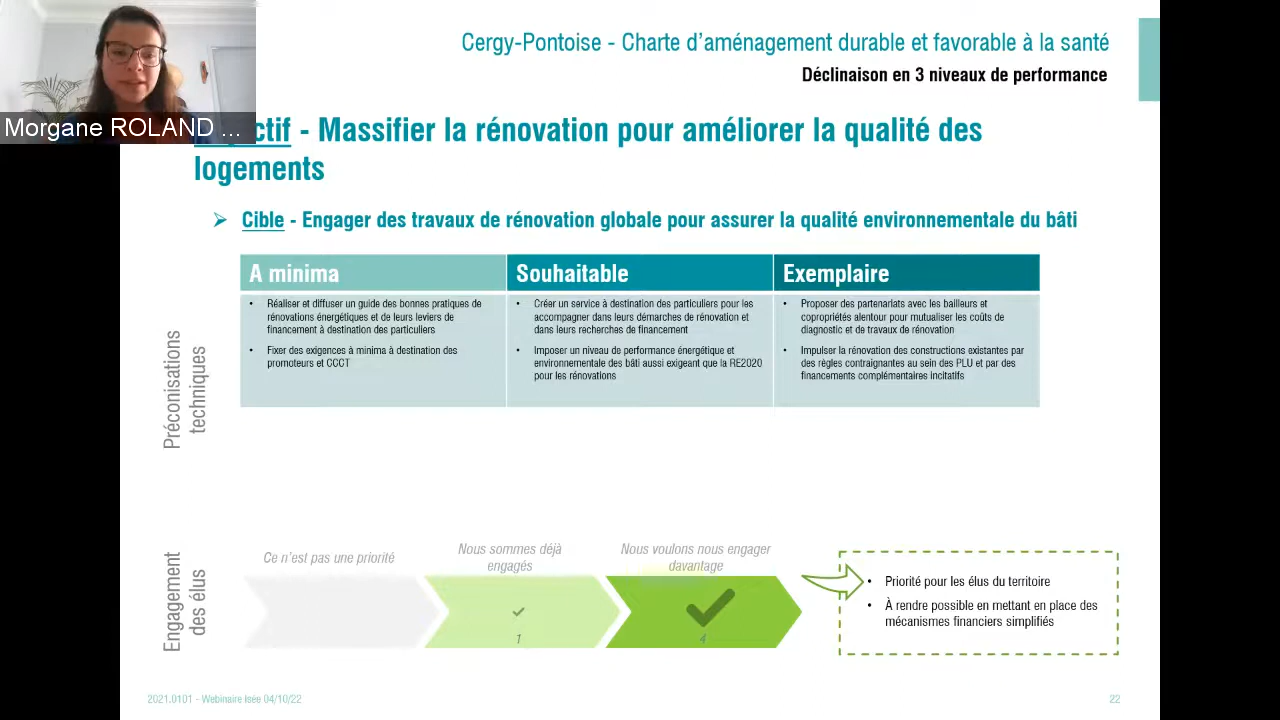 Cergy-Pontoise - Charte d'aménagement durable et favorable à la santé
Déclinaison en 3 niveaux de performance
Morgane ROLAND ...
ctif - Massifier la rénovation pour améliorer la qualité des
logements
➢ Cible - Engager des travaux de rénovation globale pour assurer la qualité environnementale du bâti
Préconisations
techniques
A minima
• Réaliser et diffuser un guide des bonnes pratiques de
rénovations énergétiques et de leurs leviers de
financement à destination des particuliers
• Fixer des exigences à minima à destination des
promoteurs et CCCT
Souhaitable
• Créer un service à destination des particuliers pour les
accompagner dans leurs démarches de rénovation et
dans leurs recherches de financement
• Imposer un niveau de performance énergétique et
environnementale des bâti aussi exigeant que la RE2020
pour les rénovations
Exemplaire
• Proposer des partenariats avec les bailleurs et
copropriétés alentour pour mutualiser les coûts de
diagnostic et de travaux de rénovation
• Impulser la rénovation des constructions existantes par
des règles contraignantes au sein des PLU et par des
financements complémentaires incitatifs
Engagement
des élus
Ce n'est pas une priorité
Nous sommes déjà
engagés
1
Nous voulons nous engager
davantage
4
• Priorité pour les élus du territoire
• À rendre possible en mettant en place des
mécanismes financiers simplifiés
2021.0101 - Webinaire Isée 04/10/22
22